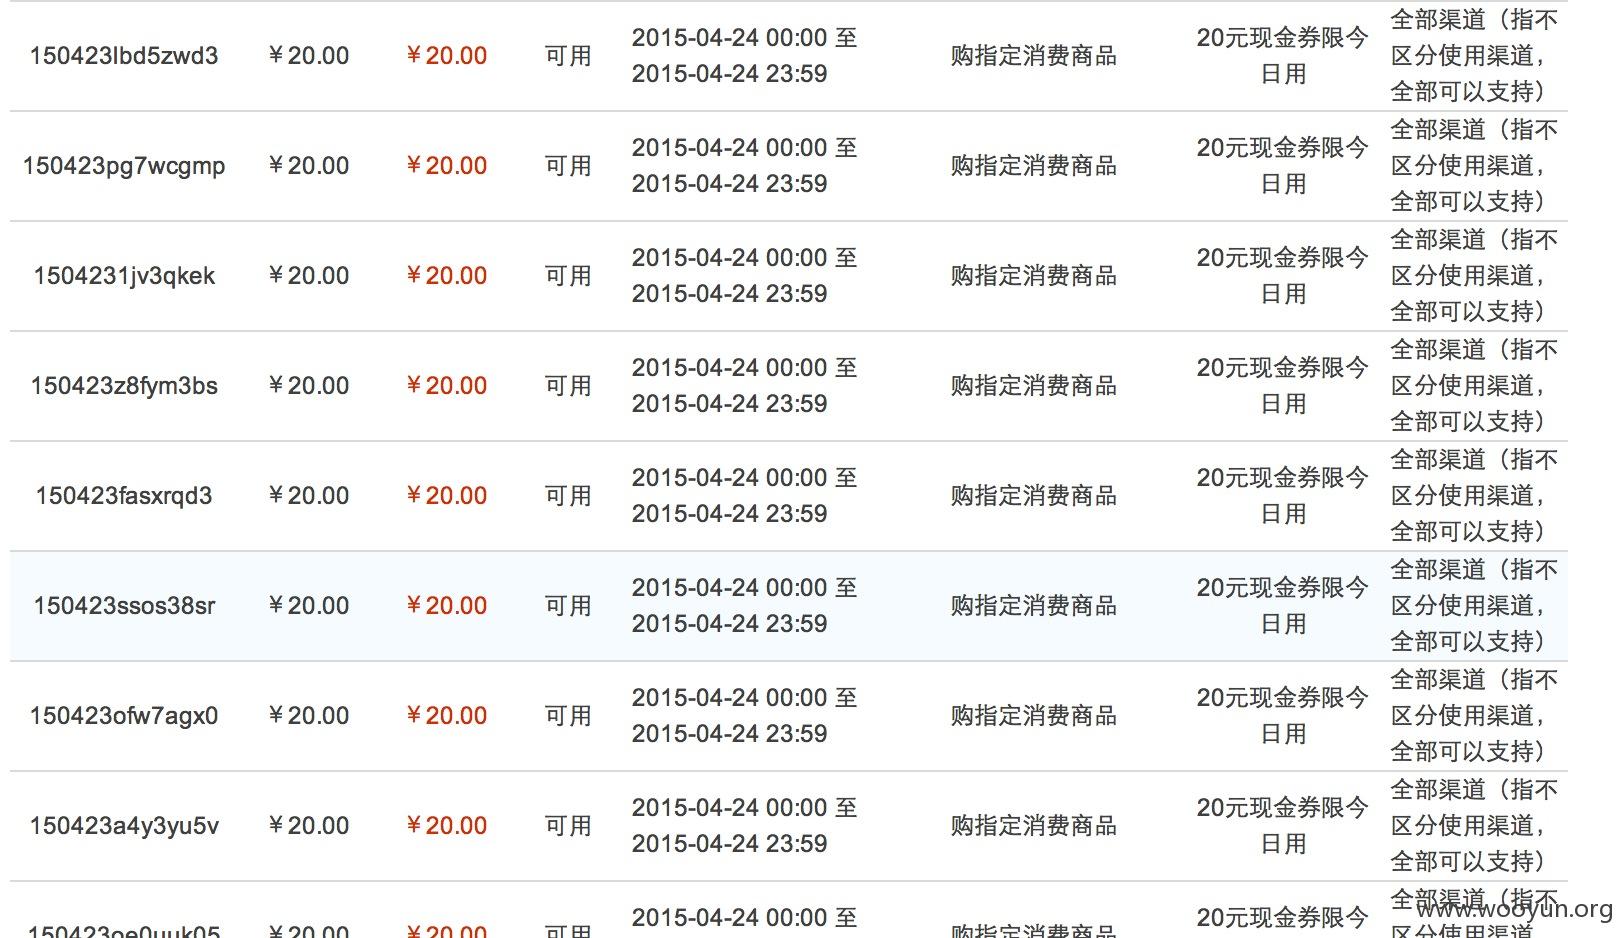 150423lbd5zwd3 ￥20.00 ￥20.00 可用 2015-04-24 00:00 至 2015-04-24 23:59 购指定消费商品 20元现金券限今日用 全部渠道（指不区分使用渠道，全部可以支持）
150423pg7wcgmp ￥20.00 ￥20.00 可用 2015-04-24 00:00 至 2015-04-24 23:59 购指定消费商品 20元现金券限今日用 全部渠道（指不区分使用渠道，全部可以支持）
1504231jv3qkek ￥20.00 ￥20.00 可用 2015-04-24 00:00 至 2015-04-24 23:59 购指定消费商品 20元现金券限今日用 全部渠道（指不区分使用渠道，全部可以支持）
150423z8fym3bs ￥20.00 ￥20.00 可用 2015-04-24 00:00 至 2015-04-24 23:59 购指定消费商品 20元现金券限今日用 全部渠道（指不区分使用渠道，全部可以支持）
150423fasxrqd3 ￥20.00 ￥20.00 可用 2015-04-24 00:00 至 2015-04-24 23:59 购指定消费商品 20元现金券限今日用 全部渠道（指不区分使用渠道，全部可以支持）
150423ssos38sr ￥20.00 ￥20.00 可用 2015-04-24 00:00 至 2015-04-24 23:59 购指定消费商品 20元现金券限今日用 全部渠道（指不区分使用渠道，全部可以支持）
150423ofw7agx0 ￥20.00 ￥20.00 可用 2015-04-24 00:00 至 2015-04-24 23:59 购指定消费商品 20元现金券限今日用 全部渠道（指不区分使用渠道，全部可以支持）
150423a4y3yu5v ￥20.00 ￥20.00 可用 2015-04-24 00:00 至 2015-04-24 23:59 购指定消费商品 20元现金券限今日用 全部渠道（指不区分使用渠道，全部可以支持）
￥20.00 ￥20.00 可用 2015-04-24 00:00 至 购指定消费商品 20元现金券限今 全部渠道（指不区分使用渠道，
www.wooyun.org